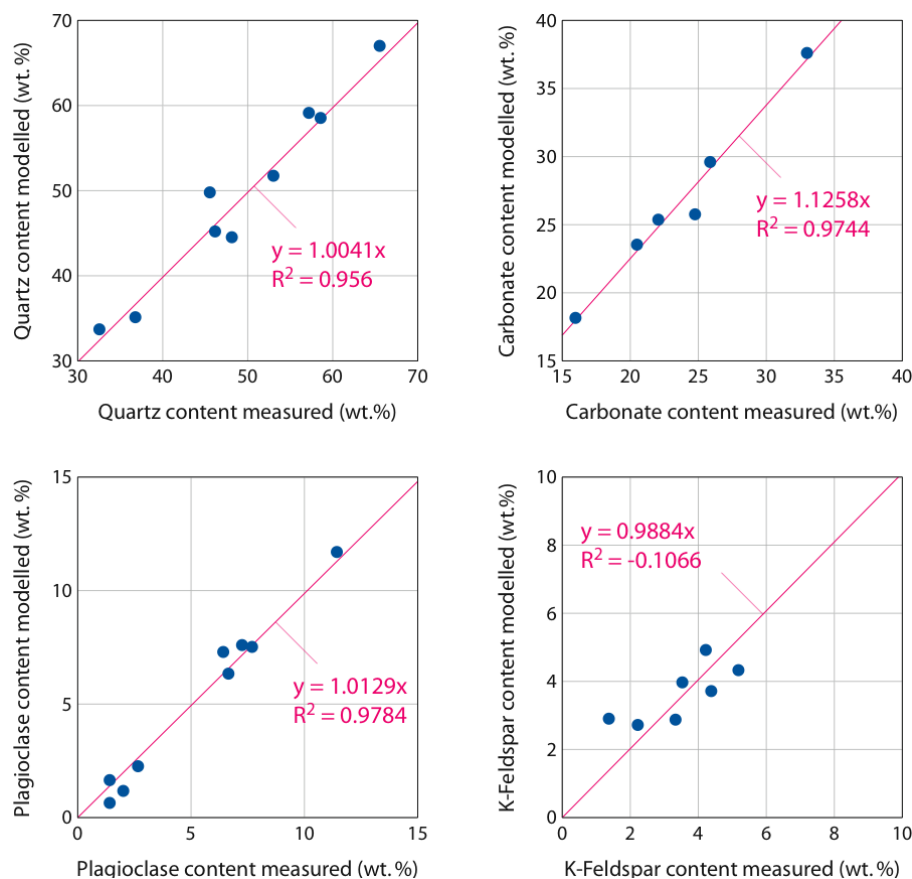 70
60
50
40
30
30
40
50
60
70
Quartz content modelled (wt. %)
Quartz content measured (wt.%)
y = 1.0041x
R² = 0.956
40
35
30
25
20
15
15
20
25
30
35
40
Carbonate content modelled (wt. %)
Carbonate content measured (wt.%)
y = 1.1258x
R² = 0.9744
15
10
5
0
0
5
10
15
Plagioclase content modelled (wt. %)
Plagioclase content measured (wt. %)
y = 1.0129x
R² = 0.9784
10
8
6
4
2
0
0
2
4
6
8
10
K-Feldspar content modelled (wt.%)
K-Feldspar content measured (wt. %)
y = 0.9884x
R² = -0.1066